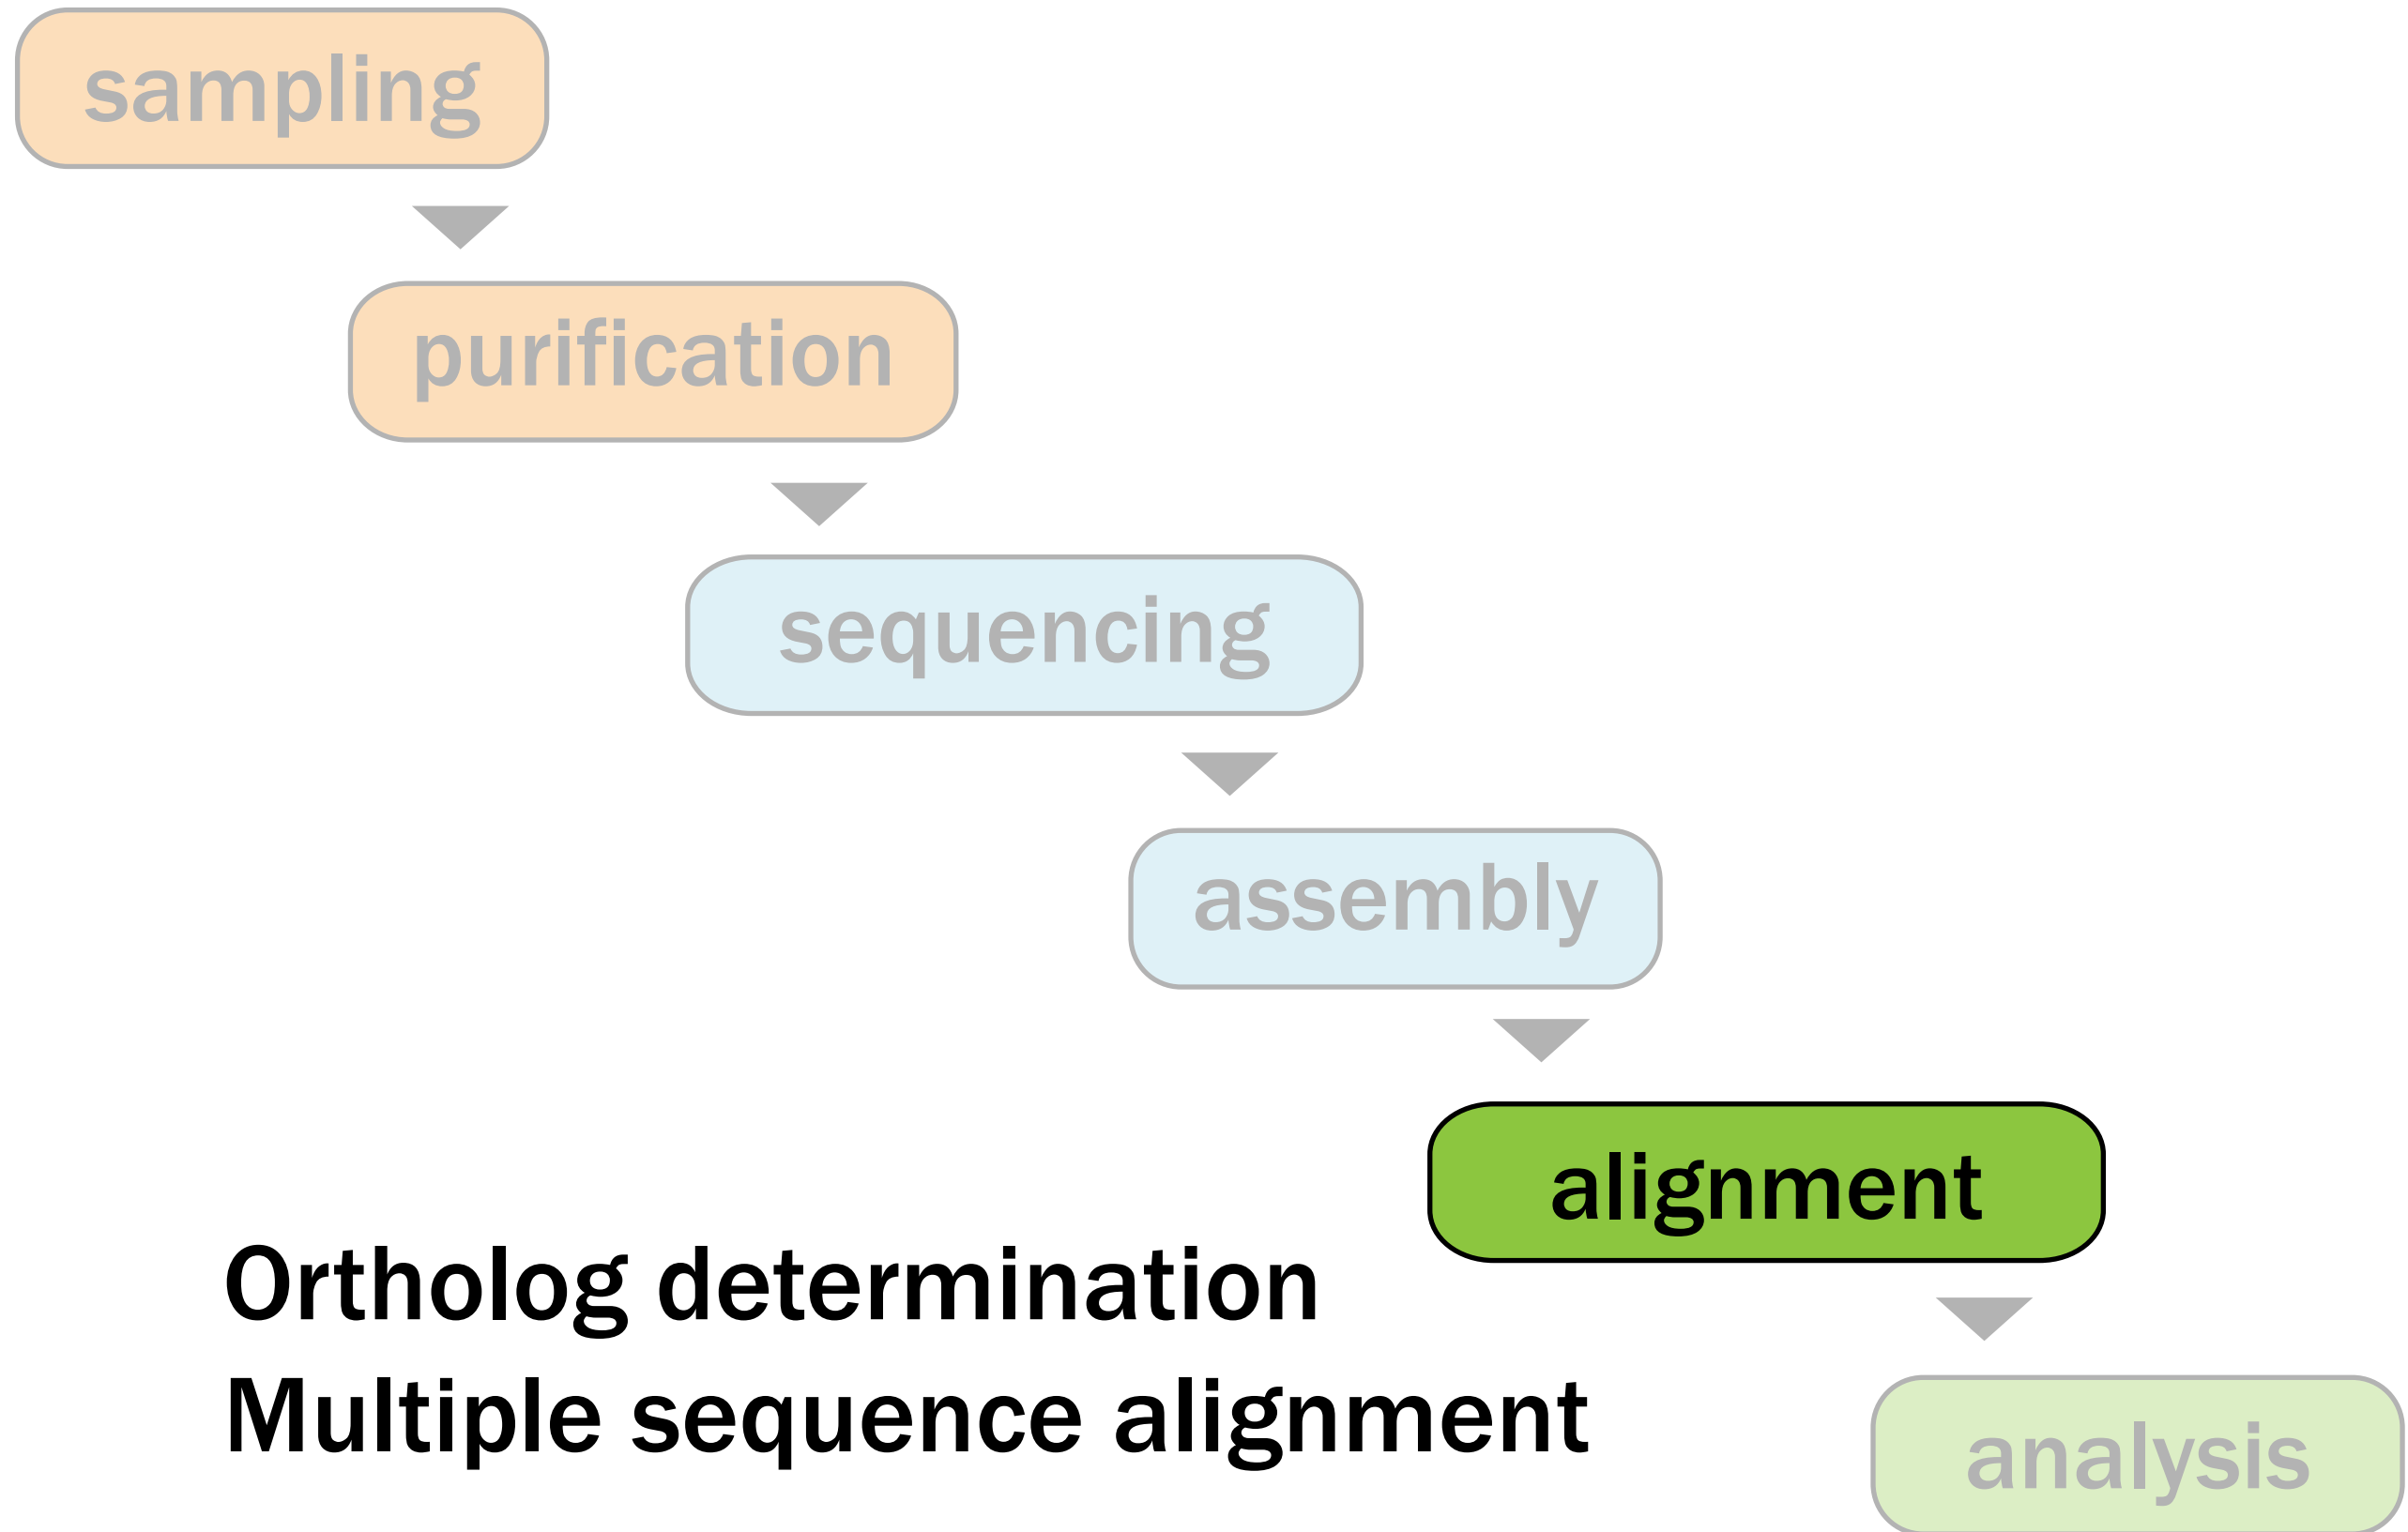 sampling
purification
sequencing
assembly
alignment
Ortholog determination
Multiple sequence alignment
analysis